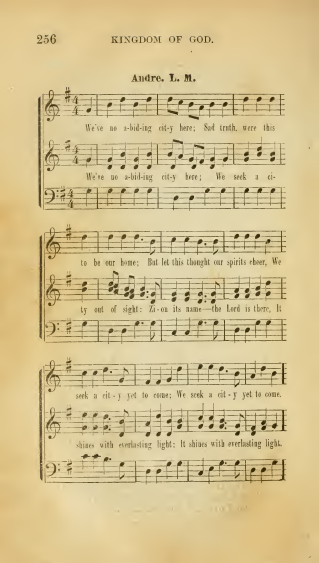 256 KINGDOM OF GOD.
Andre. L. M.
We've no a-bid-ing cit-y here; Sad truth, were this
We've no a-bid-ing cit-y here; We seek a ci-
to be our home; But let this thought our spirits cheer, We
ty out of sight: Zi-on its name—the Lord is there, It
seek a cit-y yet to come; We seek a cit-y yet to come.
shines with everlasting light; It shines with everlasting light.